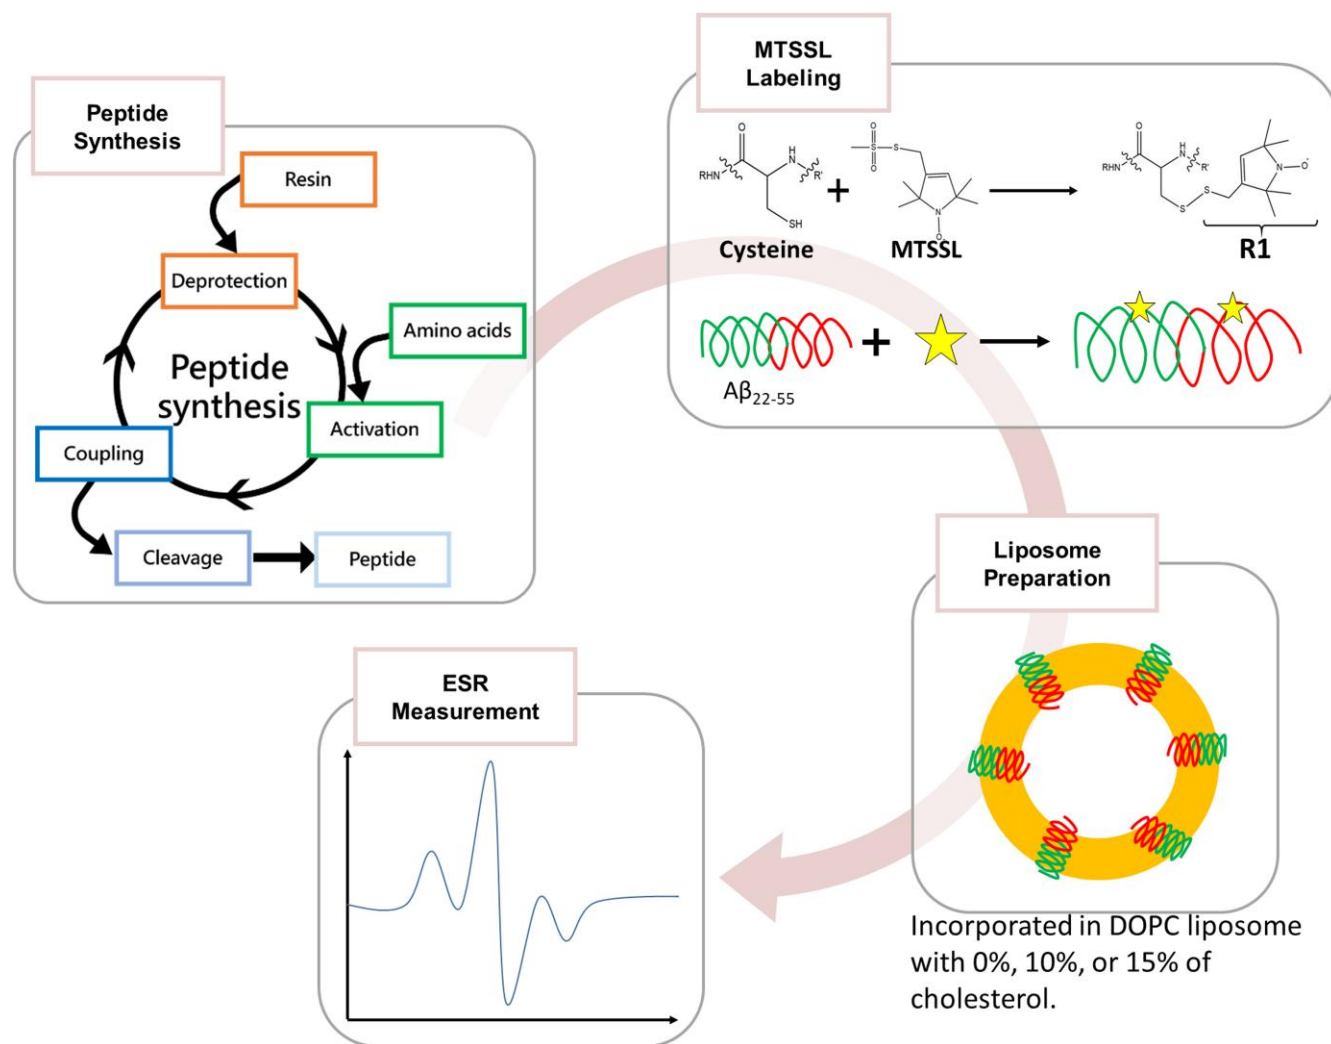 Peptide
Synthesis
Resin
Deprotection
Amino acids
Peptide
synthesis
Activation
Coupling
Cleavage
Peptide
MTSSL
Labeling
O
H
N
RHN
R'
SH
Cysteine
+
O
S
S
O
N
O
MTSSL
O
H
N
RHN
R'
S
S
N
O·
R1
Aβ22-55
+
Liposome
Preparation
Incorporated in DOPC liposome
with 0%, 10%, or 15% of
cholesterol.
ESR
Measurement